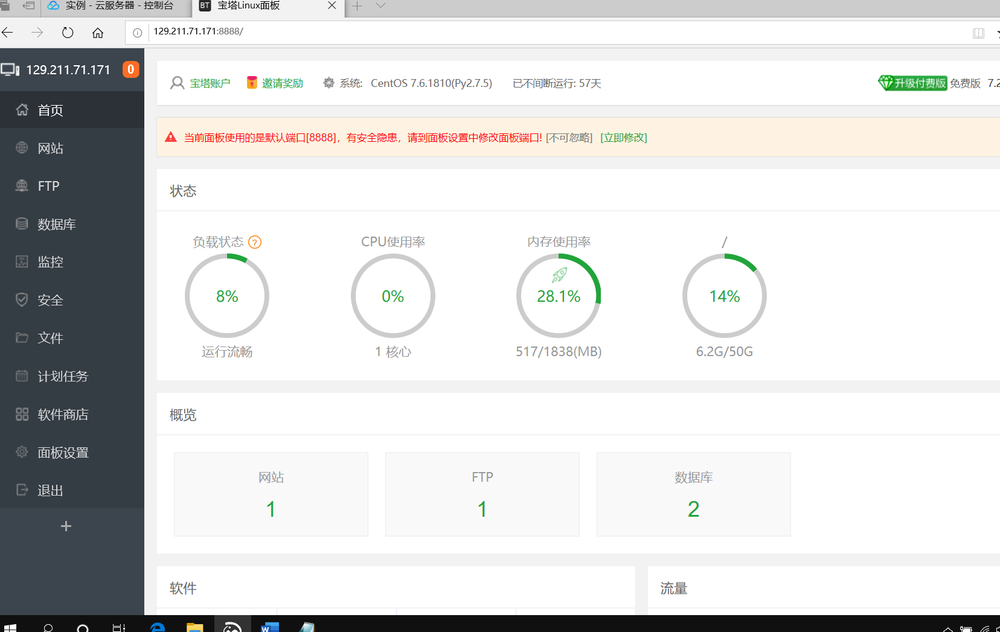 实例 - 云服务器 - 控制台
BT 宝塔Linux面板
129.211.71.171:8888/
129.211.71.171 0
宝塔账户 邀请奖励 系统: CentOS 7.6.1810(Py2.7.5) 已不间断运行: 57天 升级付费版 免费版 7.2
首页
当前面板使用的是默认端口[8888]，有安全隐患，请到面板设置中修改面板端口! [不可忽略] [立即修改]
网站
FTP
数据库
监控
安全
文件
计划任务
软件商店
面板设置
退出
状态
负载状态 ? CPU使用率 内存使用率 /
8% 0% 28.1% 14%
运行流畅 1 核心 517/1838(MB) 6.2G/50G
概览
网站 FTP 数据库
1 1 2
软件 流量